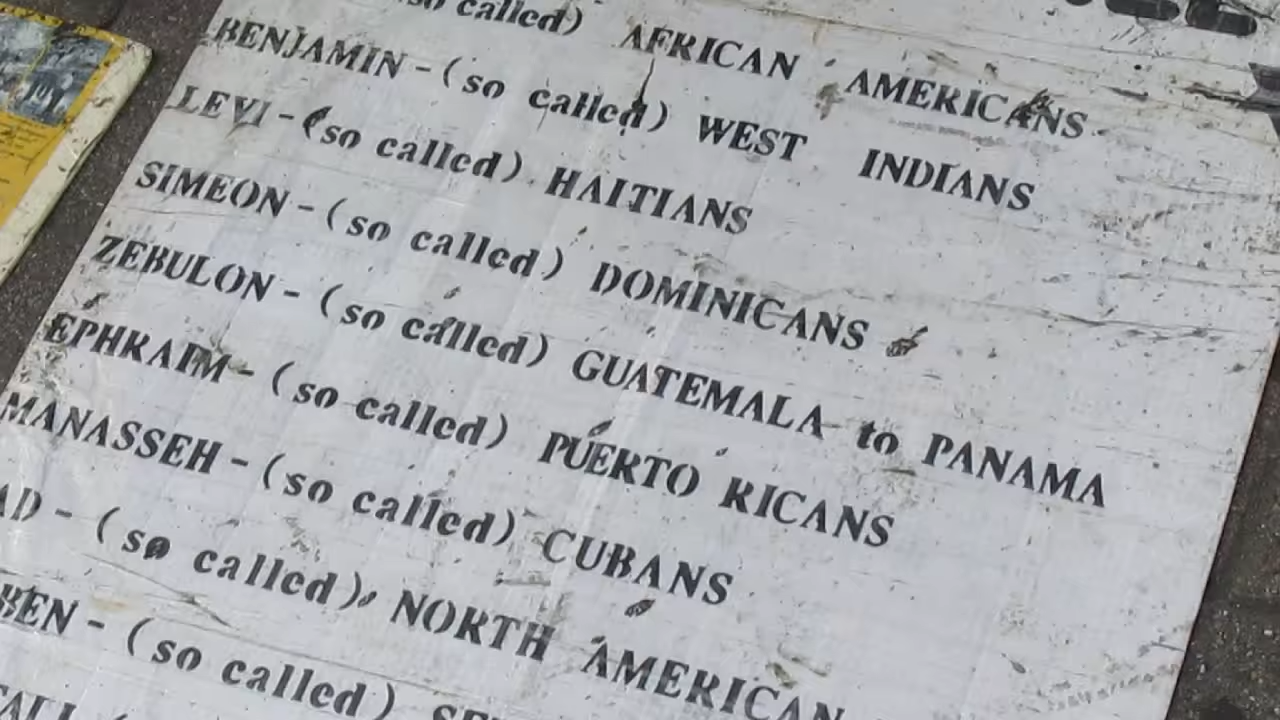 so called) AFRICAN AMERICANS
BENJAMIN - (so called) WEST INDIANS
LEVI - (so called) HAITIANS
SIMEON - (so called) DOMINICANS
ZEBULON - (so called) GUATEMALA to PANAMA
EPHRAIM - (so called) PUERTO RICANS
MANASSEH - (so called) CUBANS
AD - (so called) NORTH AMERICAN
BEN - (so called)